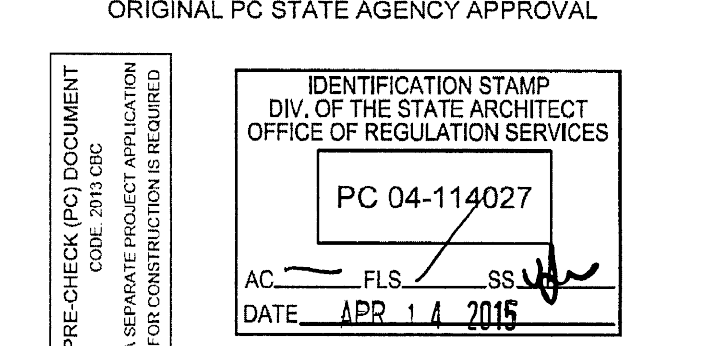 ORIGINAL PC STATE AGENCY APPROVAL
PRE-CHECK (PC) DOCUMENT
CODE: 2013 CBC
A SEPARATE PROJECT APPLICATION
FOR CONSTRUCTION IS REQUIRED
IDENTIFICATION STAMP
DIV. OF THE STATE ARCHITECT
OFFICE OF REGULATION SERVICES
PC 04-114027
AC FLS SS
DATE APR 14 2015